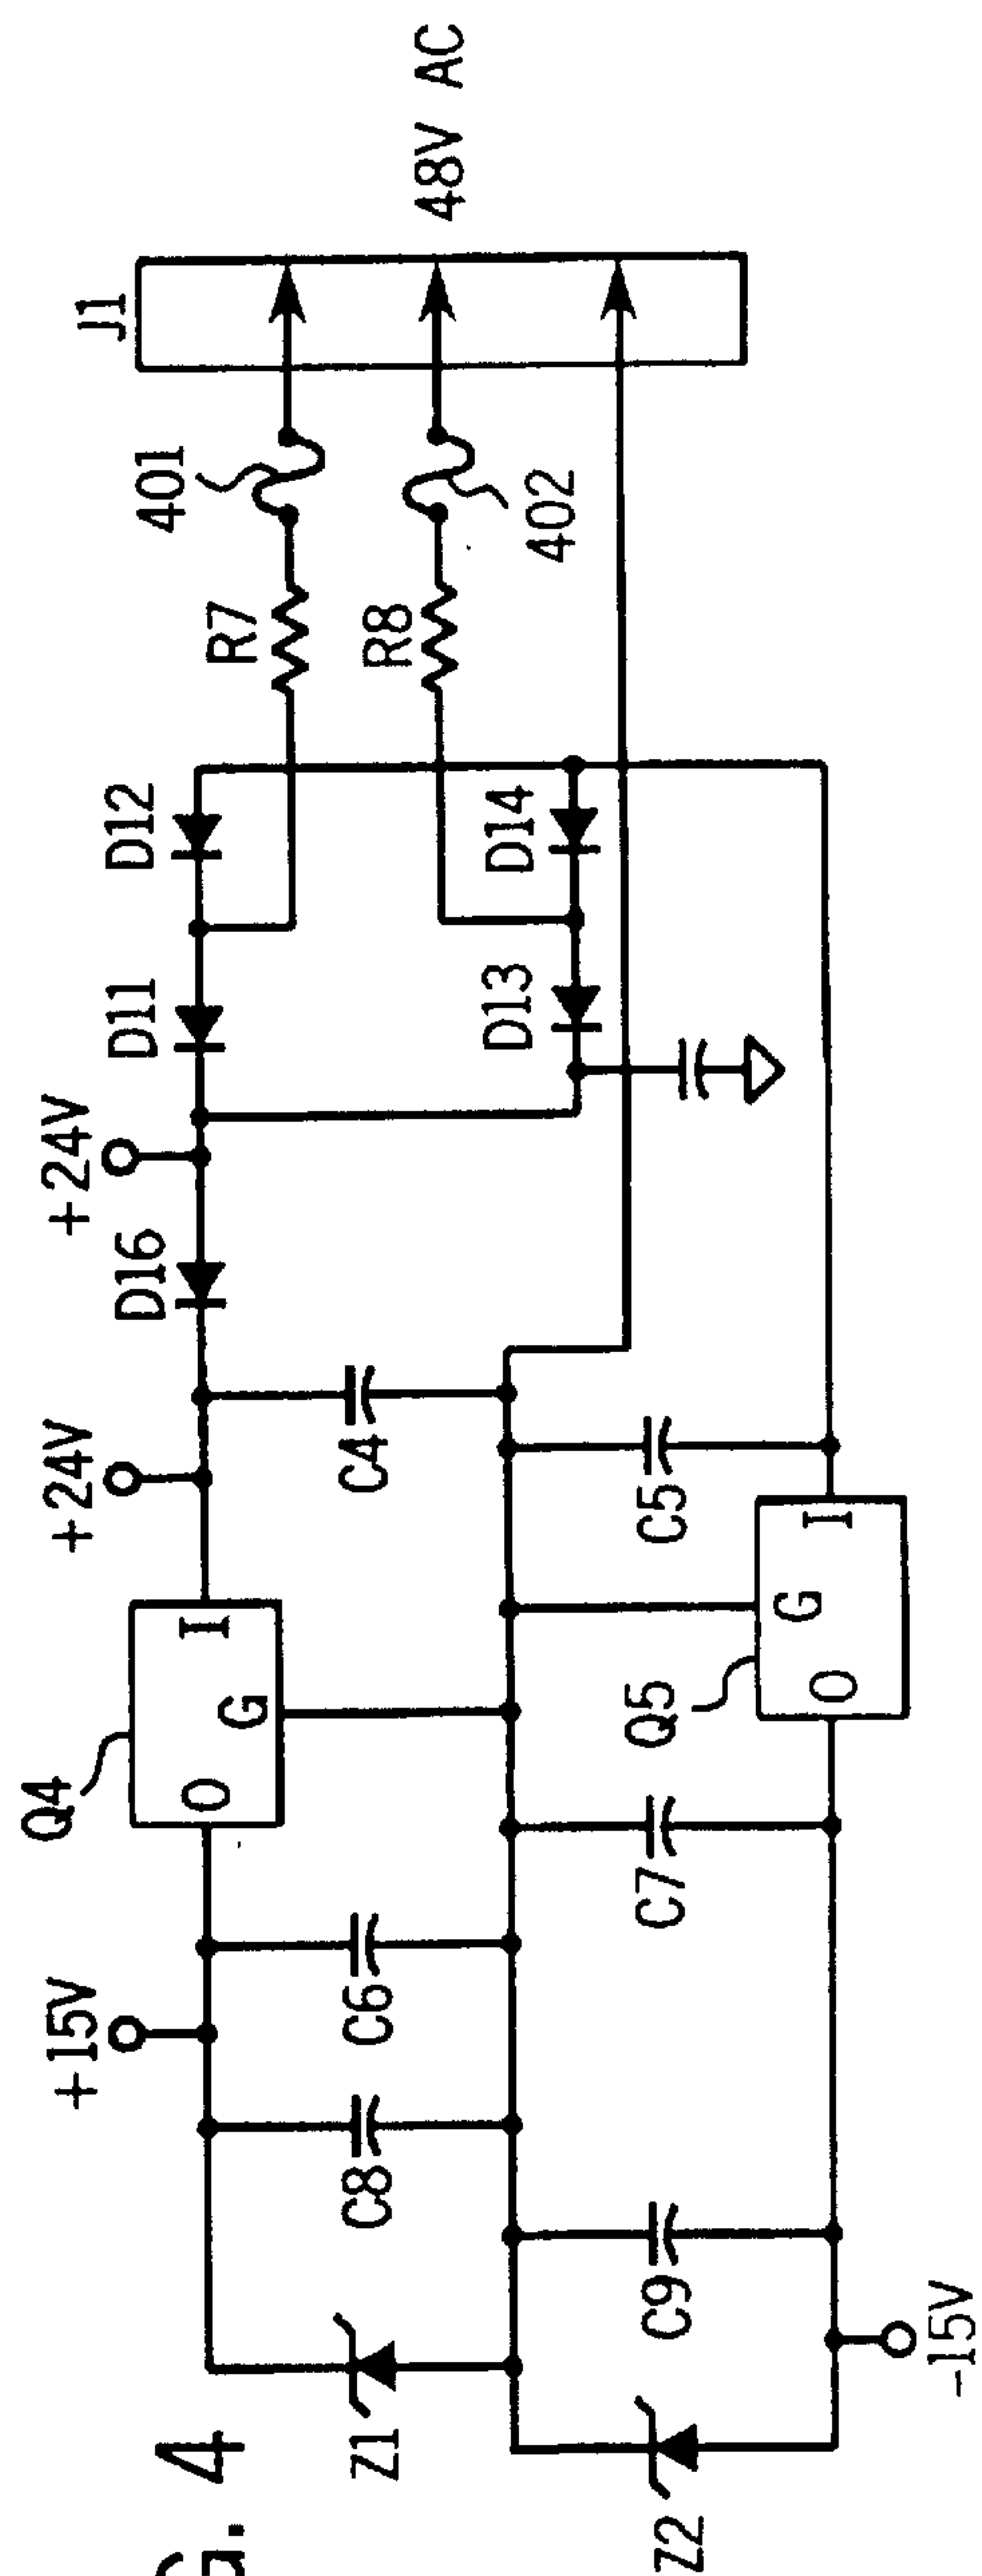 G. 4
Z1
Z2
C8
C9
-15V
+15V
C6
C7
Q4
O
G
I
Q5
O
G
I
+24V
C4
C5
D16
+24V
D11
D12
D13
D14
R7
R8
401
402
J1
48V AC